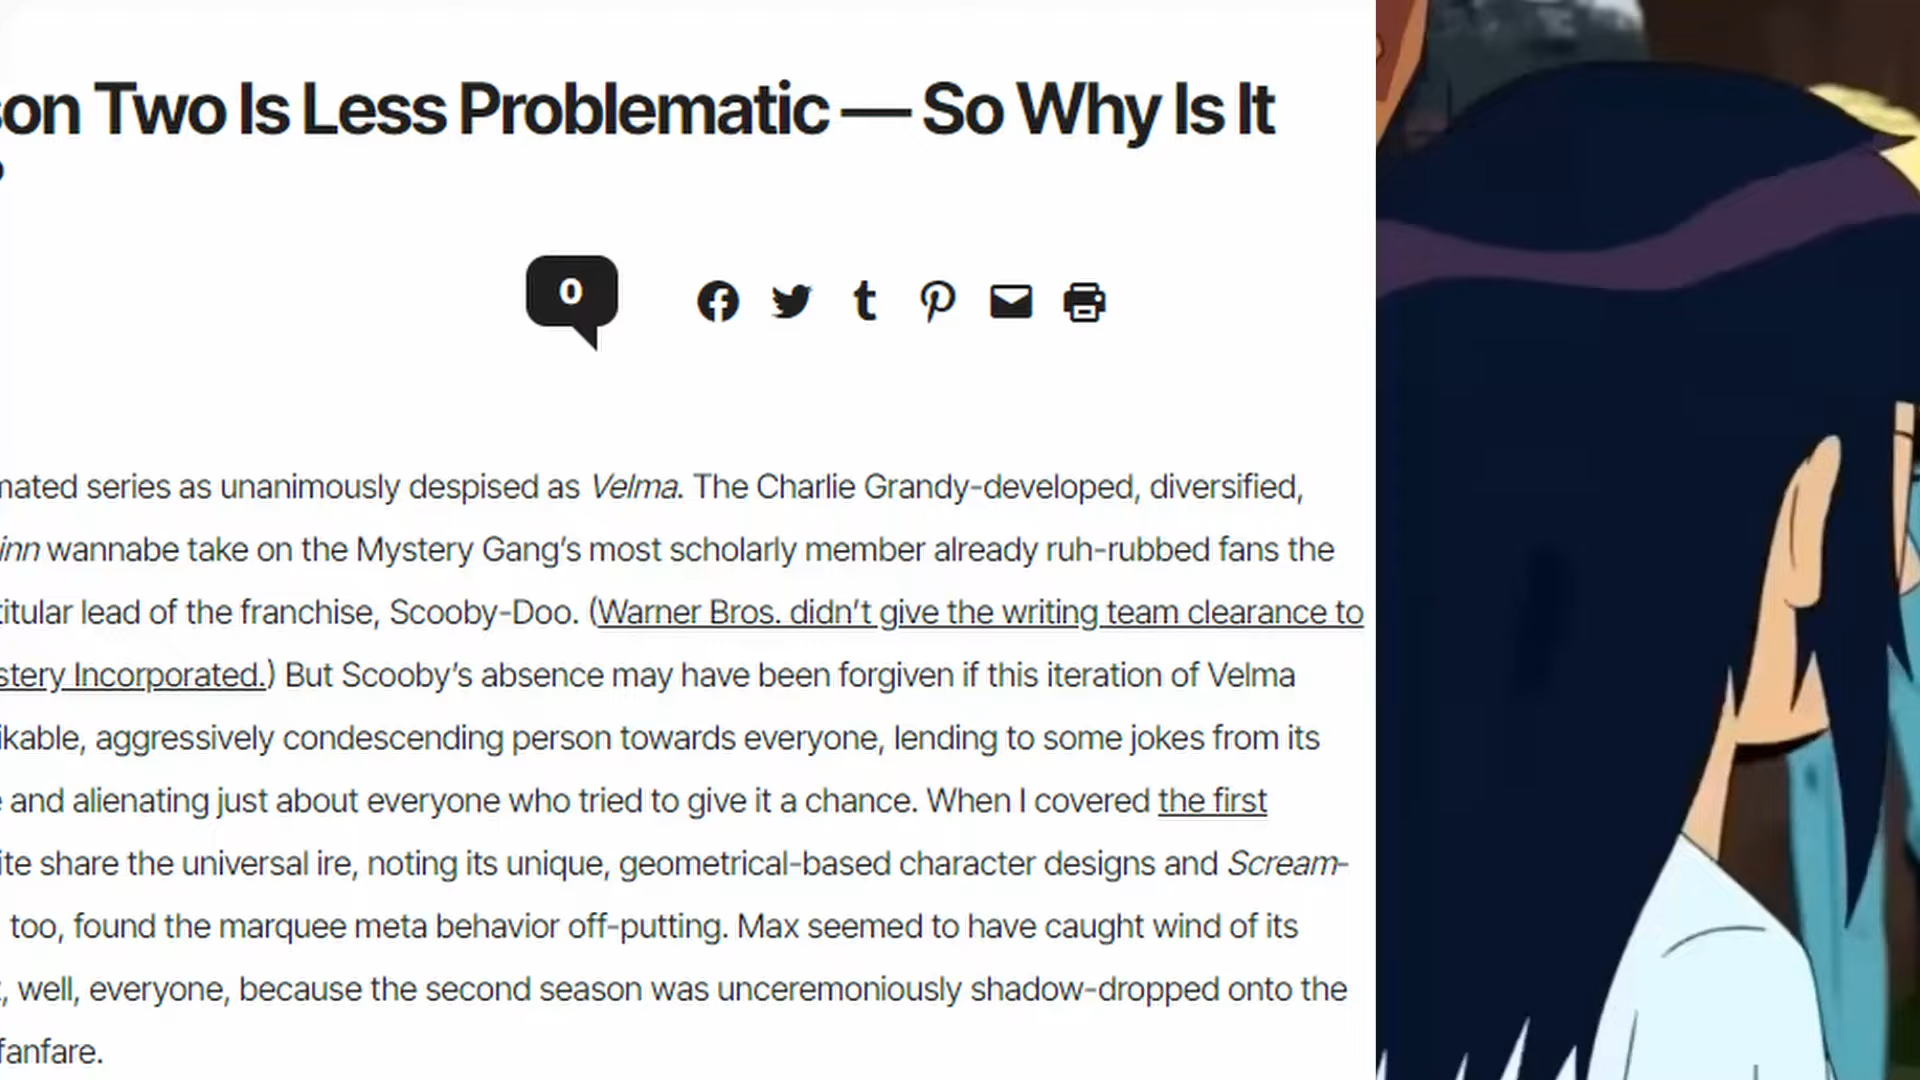 son Two Is Less Problematic — So Why Is It
?
0
mated series as unanimously despised as Velma. The Charlie Grandy-developed, diversified,
inn wannabe take on the Mystery Gang's most scholarly member already ruh-rubbed fans the
titular lead of the franchise, Scooby-Doo. (Warner Bros. didn't give the writing team clearance to
stery Incorporated.) But Scooby's absence may have been forgiven if this iteration of Velma
ikable, aggressively condescending person towards everyone, lending to some jokes from its
and alienating just about everyone who tried to give it a chance. When I covered the first
ite share the universal ire, noting its unique, geometrical-based character designs and Scream-
too, found the marquee meta behavior off-putting. Max seemed to have caught wind of its
, well, everyone, because the second season was unceremoniously shadow-dropped onto the
fanfare.